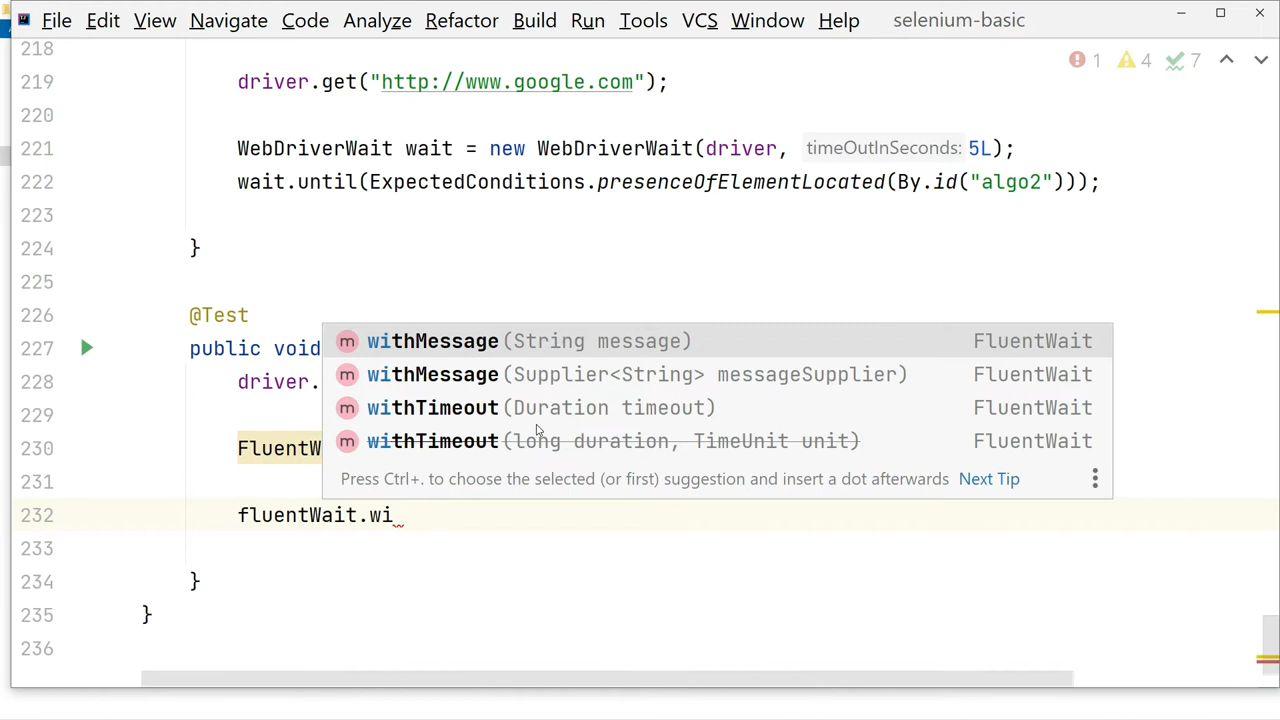 File Edit View Navigate Code Analyze Refactor Build Run Tools VCS Window Help selenium-basic
218
1 4 7
219 driver.get("http://www.google.com");
220
221 WebDriverWait wait = new WebDriverWait(driver, timeOutInSeconds: 5L);
222 wait.until(ExpectedConditions.presenceOfElementLocated(By.id("algo2")));
223
224 }
225
226 @Test
227 public void
228 driver.
229
230 FluentW
231
232 fluentWait.wi
233
234 }
235 }
236
m withMessage(String message) FluentWait
m withMessage(Supplier<String> messageSupplier) FluentWait
m withTimeout(Duration timeout) FluentWait
m withTimeout(long duration, TimeUnit unit) FluentWait
Press Ctrl+. to choose the selected (or first) suggestion and insert a dot afterwards Next Tip